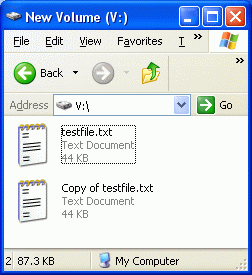 New Volume (V:)
File Edit View Favorites T »
Back
Address V:\ Go
testfile.txt
Text Document
44 KB
Copy of testfile.txt
Text Document
44 KB
2 87.3 KB My Computer